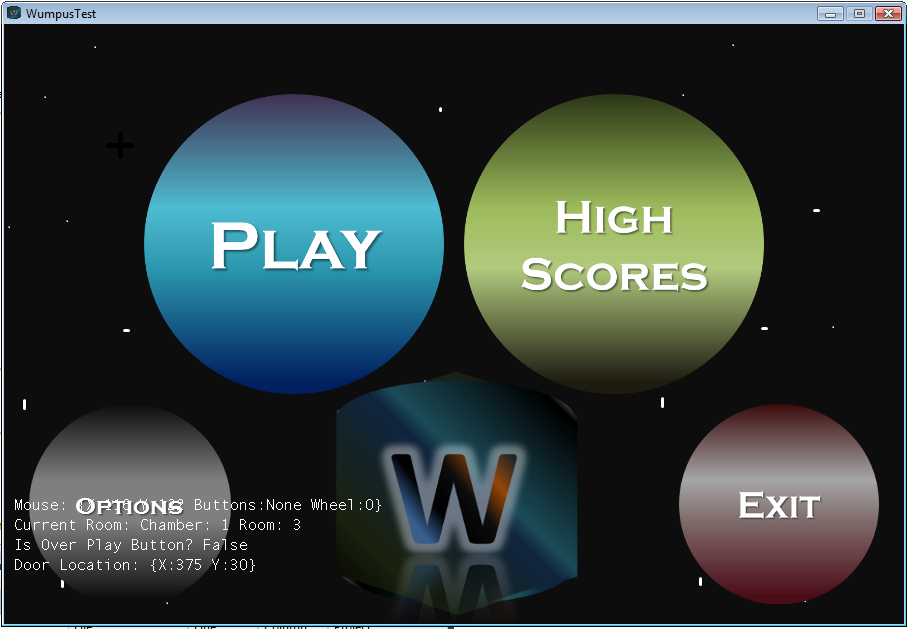 WumpusTest
Play
High
Scores
Options
Exit
W
Buttons:None Wheel:0}
Mouse:
Current Room: Chamber: 1 Room: 3
Is Over Play Button? False
Door Location: {X:375 Y:30}